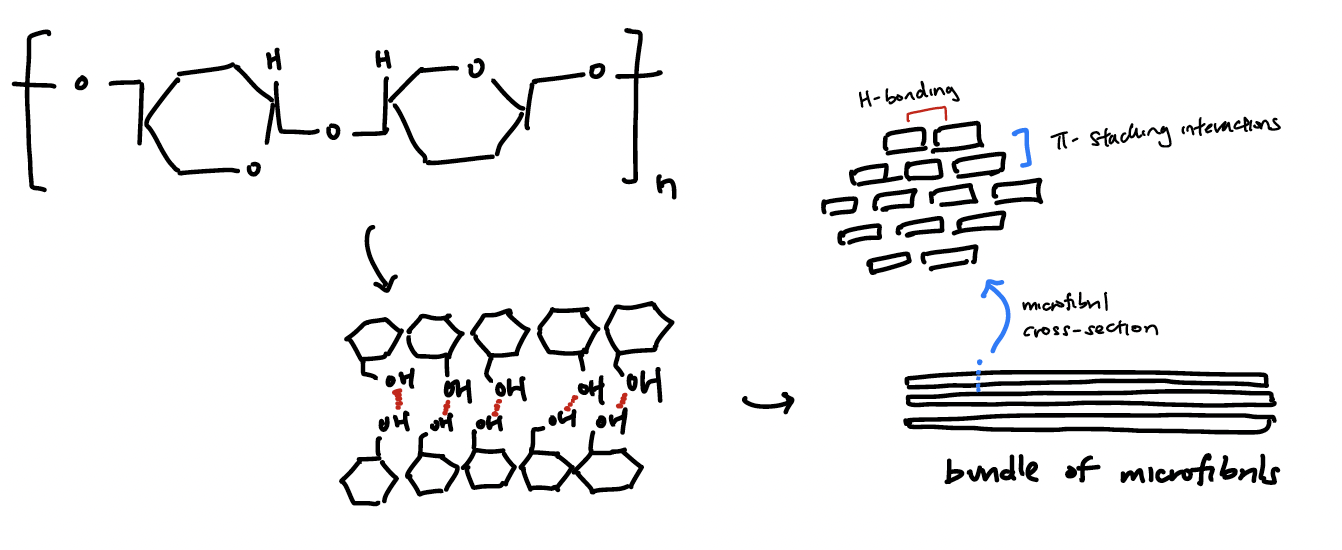 H H
O O O O
O n
H-bonding
π-stacking interactions
OH OH OH OH OH
OH OH OH OH OH
microfibril
cross-section
bundle of microfibrils